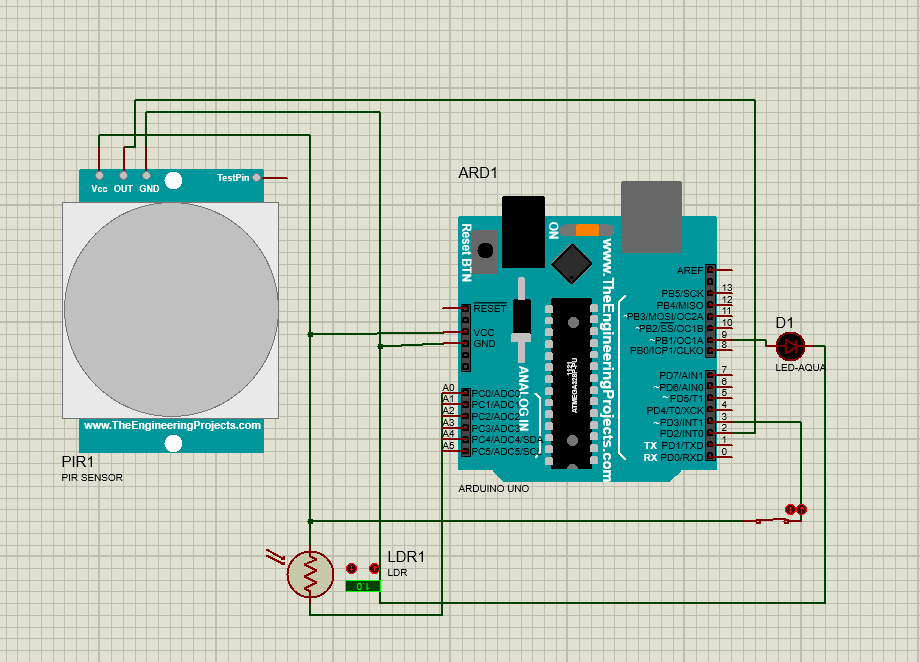 Vcc OUT GND
TestPin
www.TheEngineeringProjects.com
PIR1
PIR SENSOR
ARD1
Reset BTN
ON
www.TheEngineeringProjects.com
ANALOG IN
ATMEGA328P-PU
1121
RESET
VCC
GND
A0 PC0/ADC0
A1 PC1/ADC1
A2 PC2/ADC2
A3 PC3/ADC3
A4 PC4/ADC4/SDA
A5 PC5/ADC5/SCL
AREF
PB5/SCK 13
PB4/MISO 12
~PB3/MOSI/OC2A 11
~PB2/SS/OC1B 10
~PB1/OC1A 9
PB0/ICP1/CLKO 8
PD7/AIN1 7
~PD6/AIN0 6
~PD5/T1 5
PD4/T0/XCK 4
~PD3/INT1 3
PD2/INT0 2
TX PD1/TXD 1
RX PD0/RXD 0
ARDUINO UNO
D1
LED-AQUA
LDR1
LDR
1.0